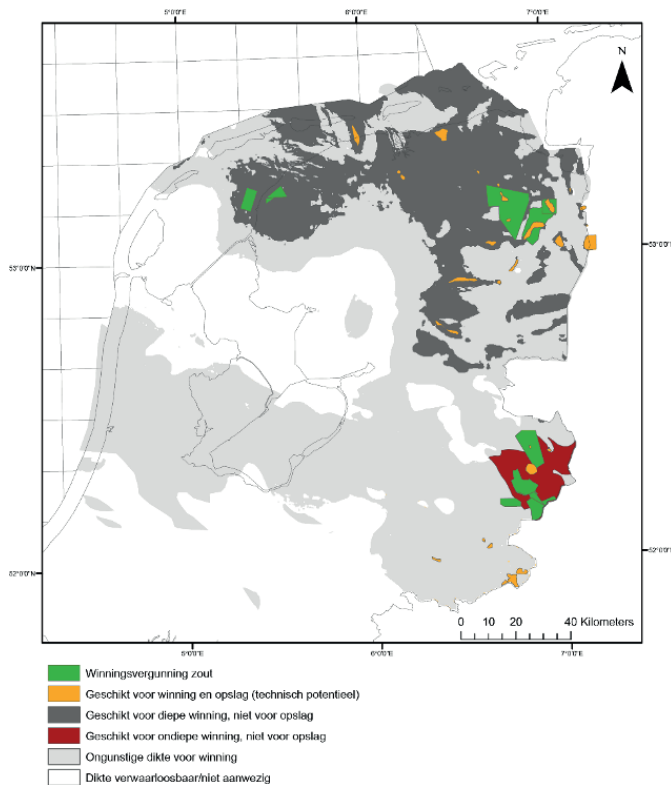 5°0'0"E 6°0'0"E 7°0'0"E
N
53°0'0"N 53°0'0"N
52°0'0"N 52°0'0"N
0 10 20 40 Kilometers
5°0'0"E 6°0'0"E 7°0'0"E
Winningsvergunning zout
Geschikt voor winning en opslag (technisch potentieel)
Geschikt voor diepe winning, niet voor opslag
Geschikt voor ondiepe winning, niet voor opslag
Ongunstige dikte voor winning
Dikte verwaarloosbaar/niet aanwezig